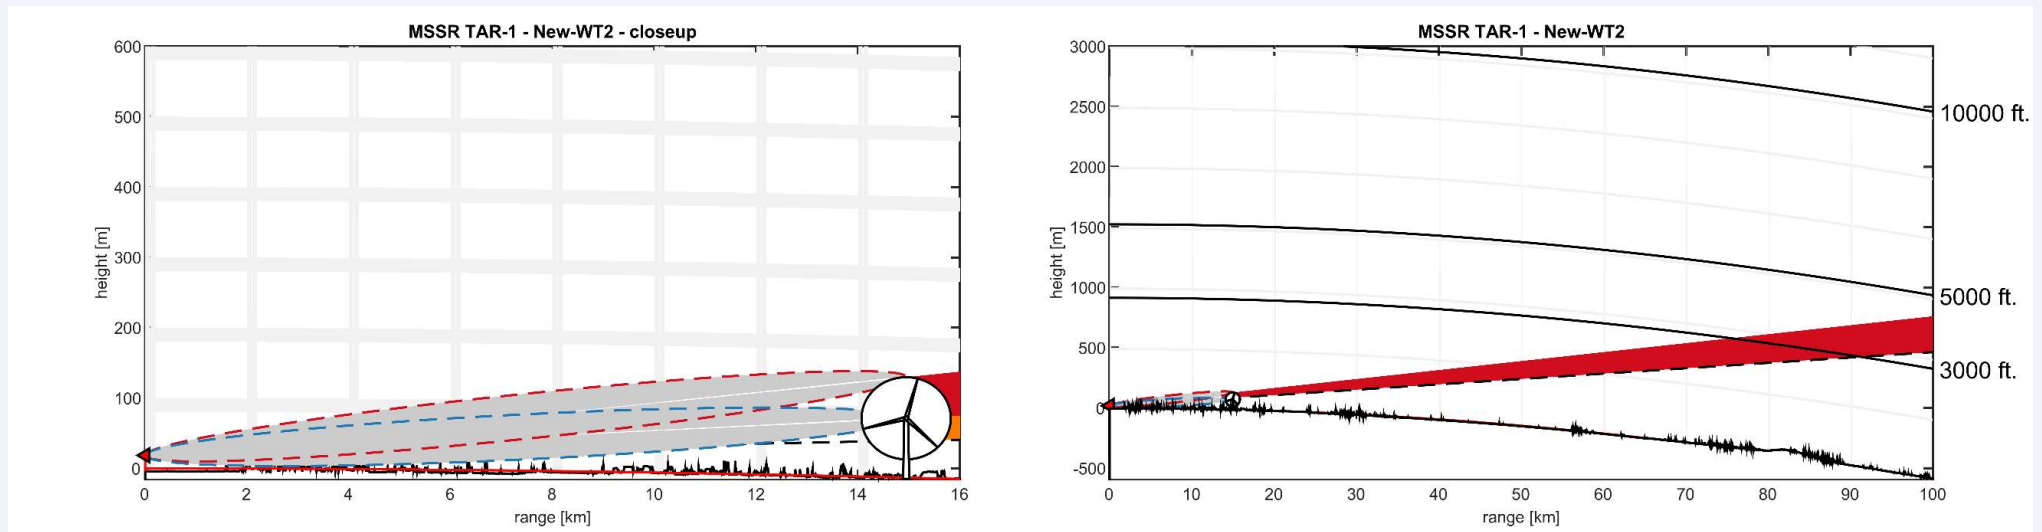 MSSR TAR-1 - New-WT2 - closeup
600
500
400
300
200
100
0
height [m]
0 2 4 6 8 10 12 14 16
range [km]
MSSR TAR-1 - New-WT2
3000
2500
2000
1500
1000
500
0
-500
height [m]
10000 ft.
5000 ft.
3000 ft.
0 10 20 30 40 50 60 70 80 90 100
range [km]